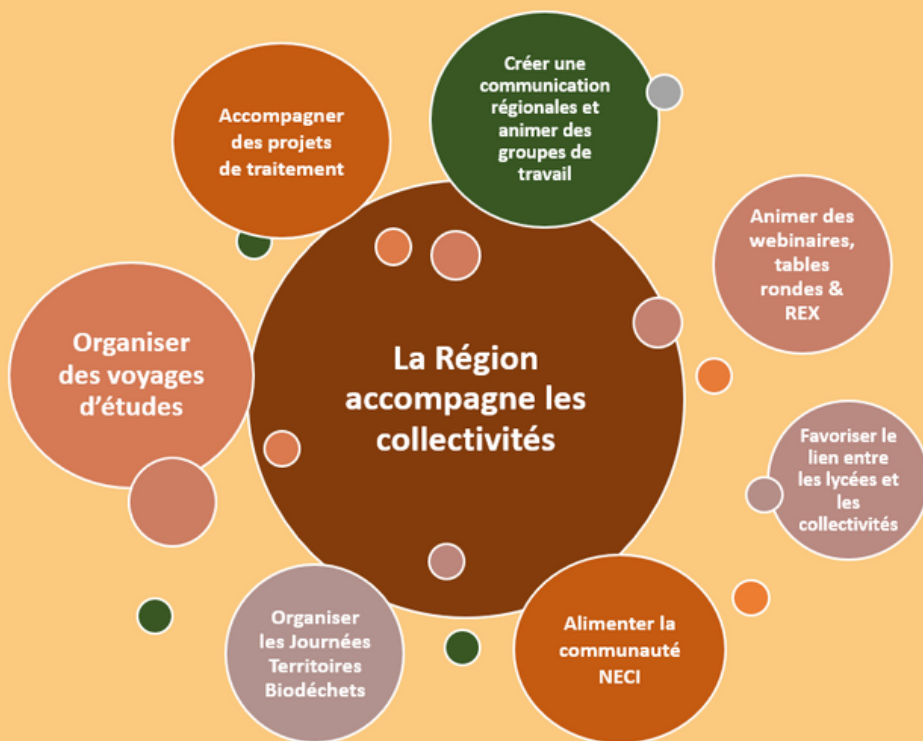 Créer une
communication
régionales et
animer des
groupes de
travail
Accompagner
des projets
de traitement
Animer des
webinaires,
tables
rondes &
REX
Organiser
des voyages
d'études
La Région
accompagne les
collectivités
Favoriser le
lien entre
les lycées et
les
collectivités
Organiser
les Journées
Territoires
Biodéchets
Alimenter la
communauté
NECI